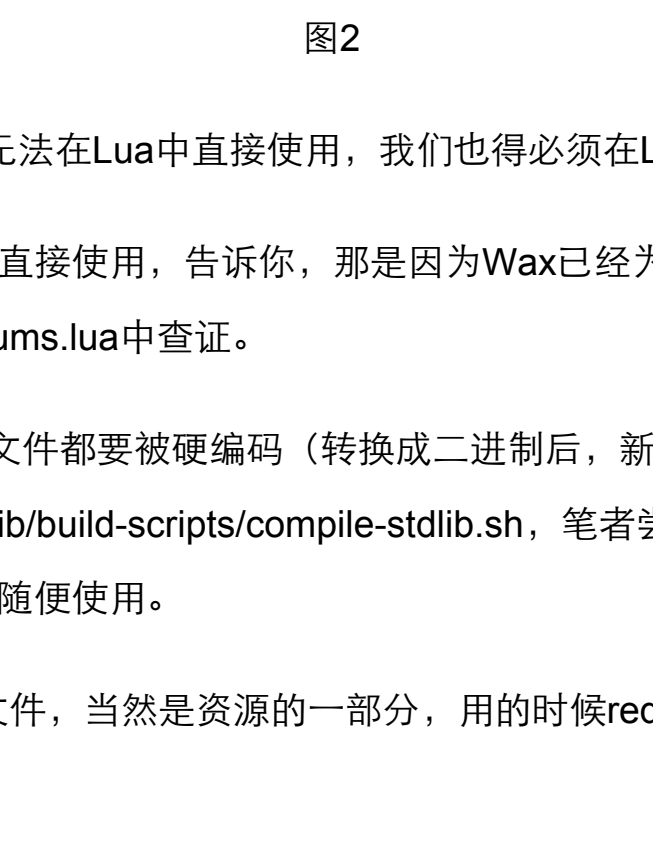 图2
无法在Lua中直接使用，我们也得必须在L
直接使用，告诉你，那是因为Wax已经为
ums.lua中查证。
文件都要被硬编码（转换成二进制后，新
ib/build-scripts/compile-stdlib.sh，笔者尝
随便使用。
文件，当然是资源的一部分，用的时候req